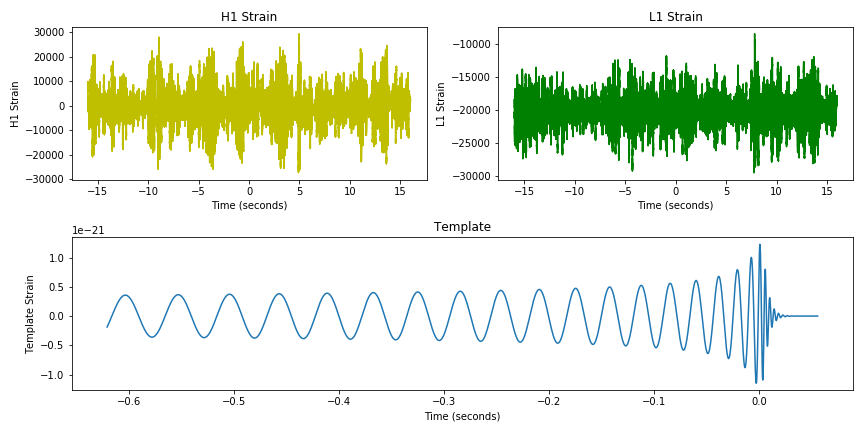 H1 Strain
H1 Strain
30000
20000
10000
0
−10000
−20000
−30000
−15 −10 −5 0 5 10 15
Time (seconds)
L1 Strain
L1 Strain
−10000
−15000
−20000
−25000
−30000
−15 −10 −5 0 5 10 15
Time (seconds)
Template
1e−21
Template Strain
1.0
0.5
0.0
−0.5
−1.0
−0.6 −0.5 −0.4 −0.3 −0.2 −0.1 0.0
Time (seconds)